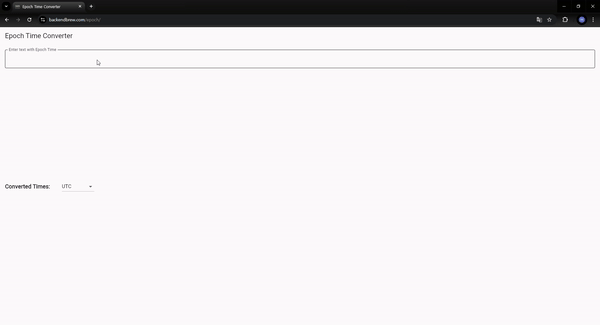 Epoch Time Converter
backendbrew.com/epoch/
Epoch Time Converter
Enter text with Epoch Time
Converted Times: UTC